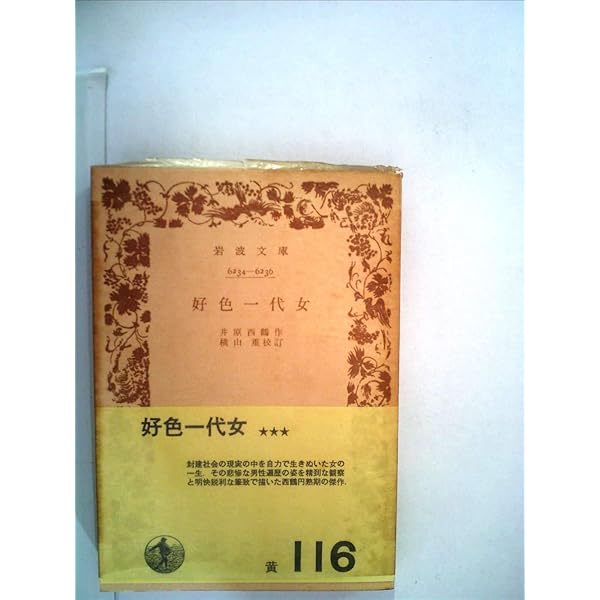 岩波文庫
6234—6236
好色一代女
井原西鶴作
横山重校訂
好色一代女 ★★★
封建社会の現実の中を自力で生きぬいた女の
一生．その悲惨な男性遍歴の姿を精到な観察
と明快鋭利な筆致で描いた西鶴円熟期の傑作．
黄 116